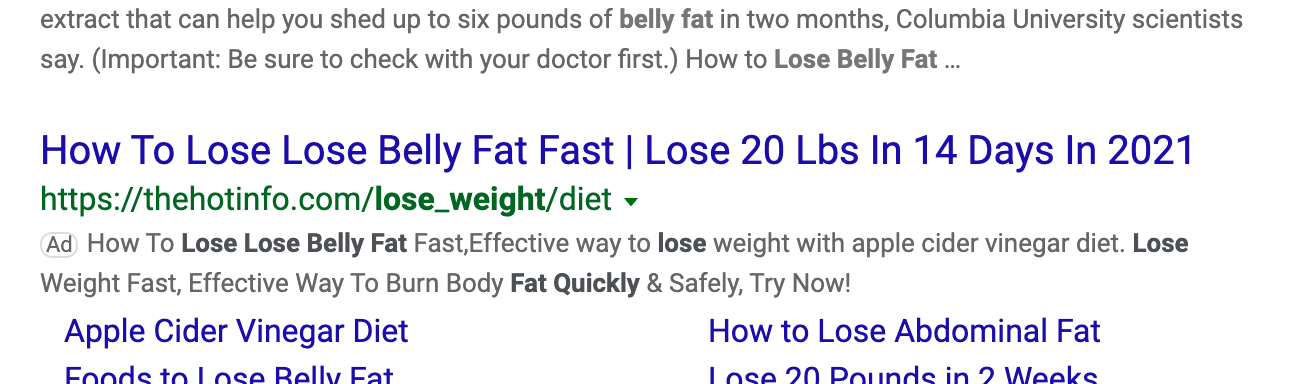 extract that can help you shed up to six pounds of belly fat in two months, Columbia University scientists
say. (Important: Be sure to check with your doctor first.) How to Lose Belly Fat ...
How To Lose Lose Belly Fat Fast | Lose 20 Lbs In 14 Days In 2021
https://thehotinfo.com/lose_weight/diet
Ad How To Lose Lose Belly Fat Fast,Effective way to lose weight with apple cider vinegar diet. Lose
Weight Fast, Effective Way To Burn Body Fat Quickly & Safely, Try Now!
Apple Cider Vinegar Diet
How to Lose Abdominal Fat
Foods to Lose Belly Fat
Lose 20 Pounds in 2 Weeks